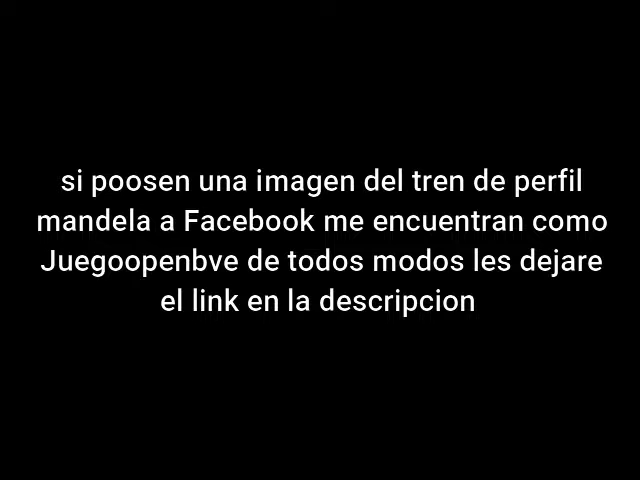 si poosen una imagen del tren de perfil
mandela a Facebook me encuentran como
Juegoopenbve de todos modos les dejare
el link en la descripcion